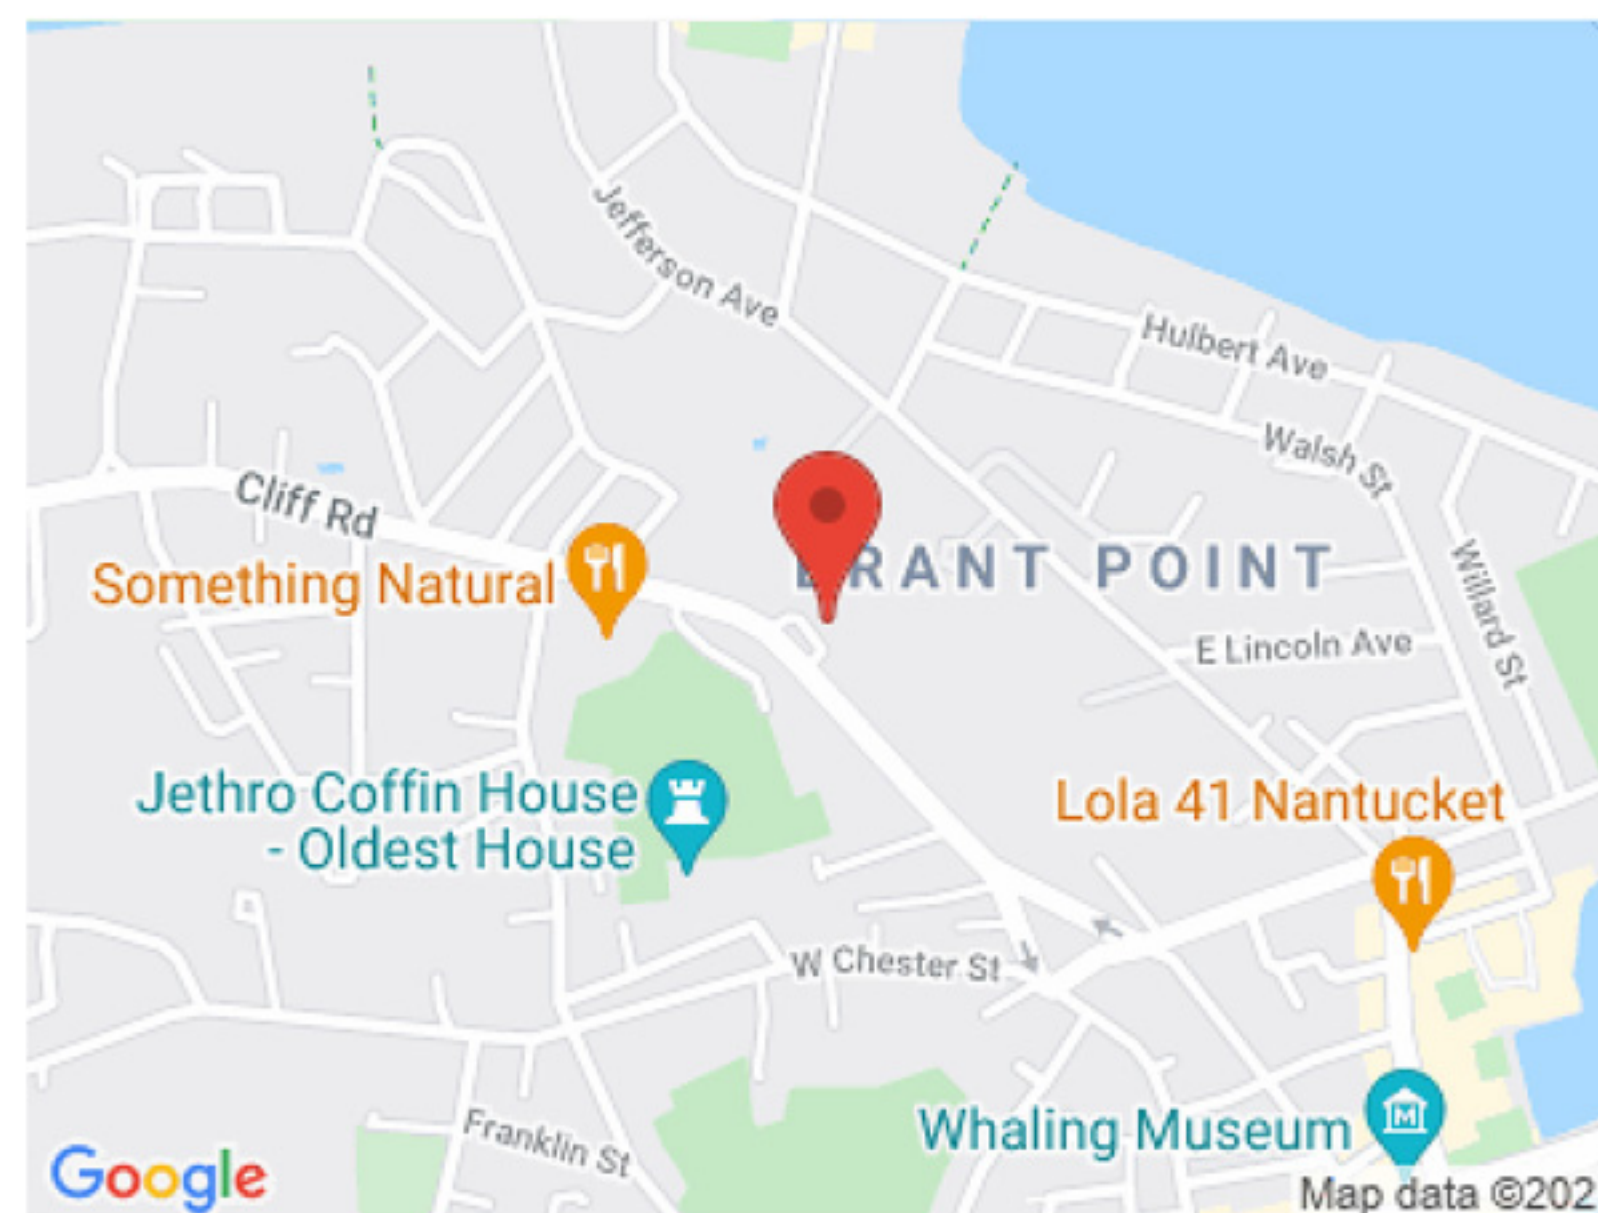 Jefferson Ave
Hulbert Ave
Walsh St
Cliff Rd
Something Natural
BRANT POINT
Willard St
E Lincoln Ave
Jethro Coffin House
- Oldest House
Lola 41 Nantucket
W Chester St
Franklin St
Whaling Museum
M
Google
Map data ©202